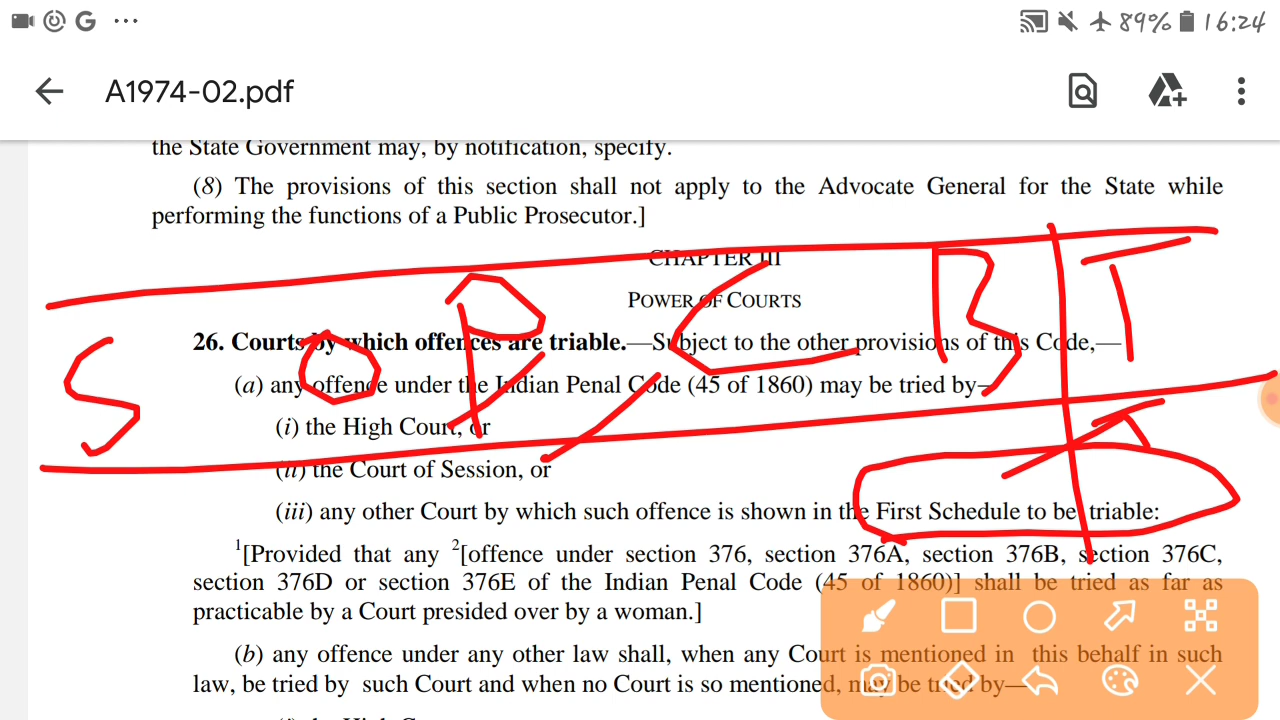 G ... 89% 16:24
A1974-02.pdf
the State Government may, by notification, specify.
(8) The provisions of this section shall not apply to the Advocate General for the State while
performing the functions of a Public Prosecutor.]
CHAPTER III
POWER OF COURTS
26. Courts by which offences are triable.—Subject to the other provisions of this Code,—
(a) any offence under the Indian Penal Code (45 of 1860) may be tried by—
(i) the High Court, or
(ii) the Court of Session, or
(iii) any other Court by which such offence is shown in the First Schedule to be triable:
1[Provided that any 2[offence under section 376, section 376A, section 376B, section 376C,
section 376D or section 376E of the Indian Penal Code (45 of 1860)] shall be tried as far as
practicable by a Court presided over by a woman.]
(b) any offence under any other law shall, when any Court is mentioned in this behalf in such
law, be tried by such Court and when no Court is so mentioned, may be tried by—
S O P C B T